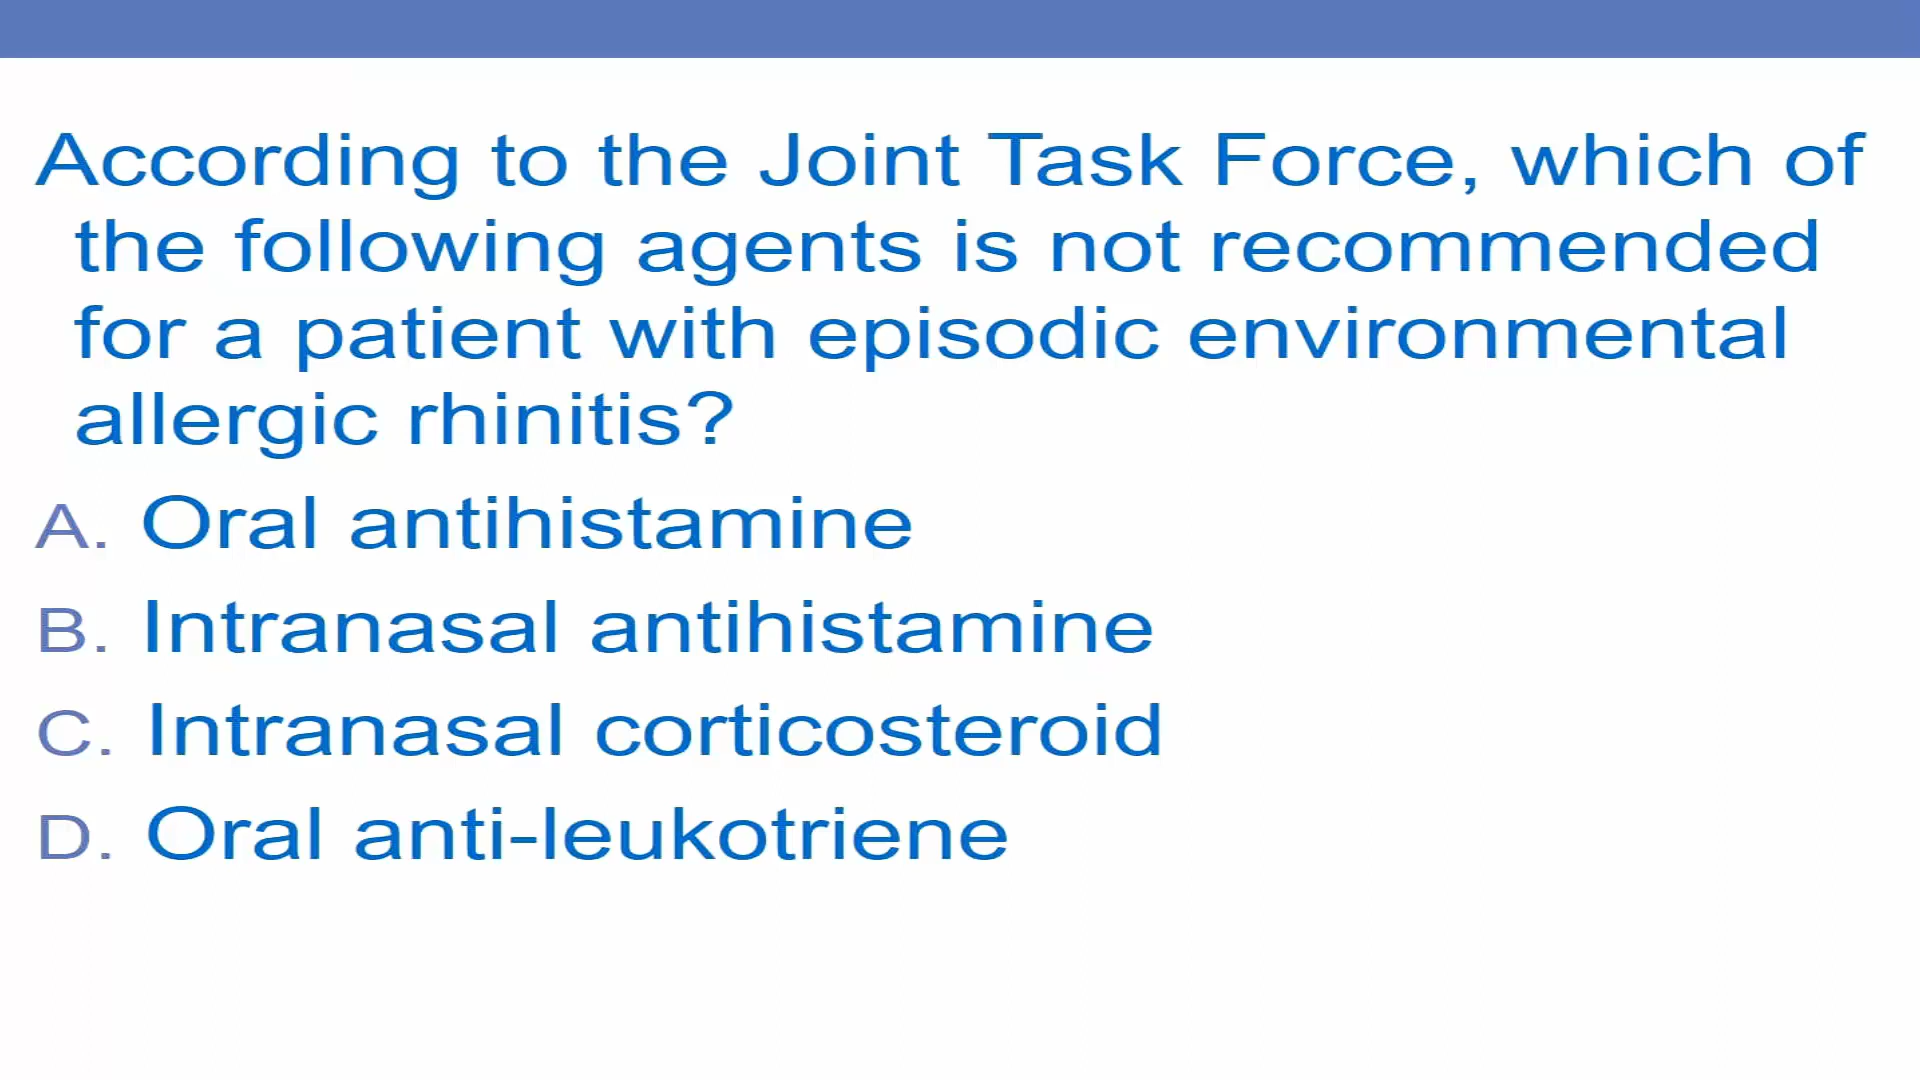 According to the Joint Task Force, which of
the following agents is not recommended
for a patient with episodic environmental
allergic rhinitis?
A. Oral antihistamine
B. Intranasal antihistamine
C. Intranasal corticosteroid
D. Oral anti-leukotriene